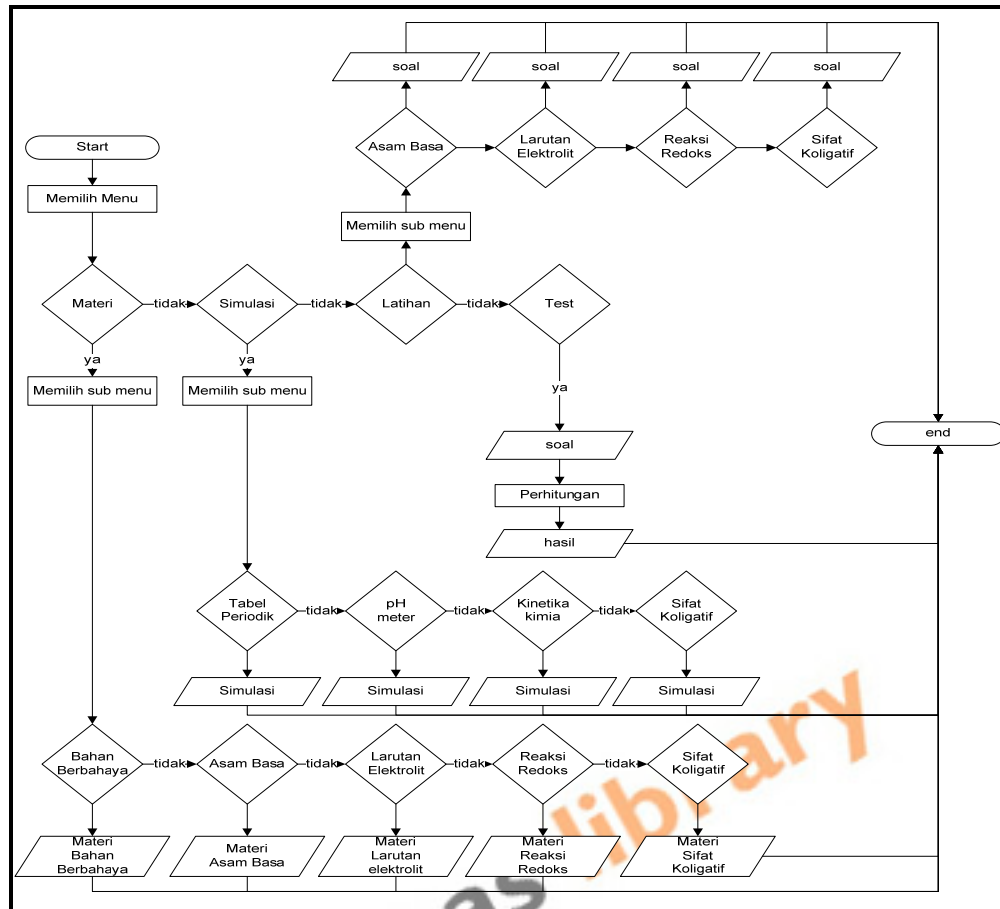 soal
soal
soal
soal
Asam Basa
Larutan
Elektrolit
Reaksi
Redoks
Sifat
Koligatif
Start
Memilih Menu
Memilih sub menu
Materi
tidak
Simulasi
tidak
Latihan
tidak
Test
ya
ya
ya
Memilih sub menu
Memilih sub menu
soal
end
Perhitungan
hasil
Tabel
Periodik
tidak
pH
meter
tidak
Kinetika
kimia
tidak
Sifat
Koligatif
Simulasi
Simulasi
Simulasi
Simulasi
Bahan
Berbahaya
tidak
Asam Basa
tidak
Larutan
Elektrolit
tidak
Reaksi
Redoks
tidak
Sifat
Koligatif
Materi
Bahan
Berbahaya
Materi
Asam Basa
Materi
Larutan
elektrolit
Materi
Reaksi
Redoks
Materi
Sifat
Koligatif
library